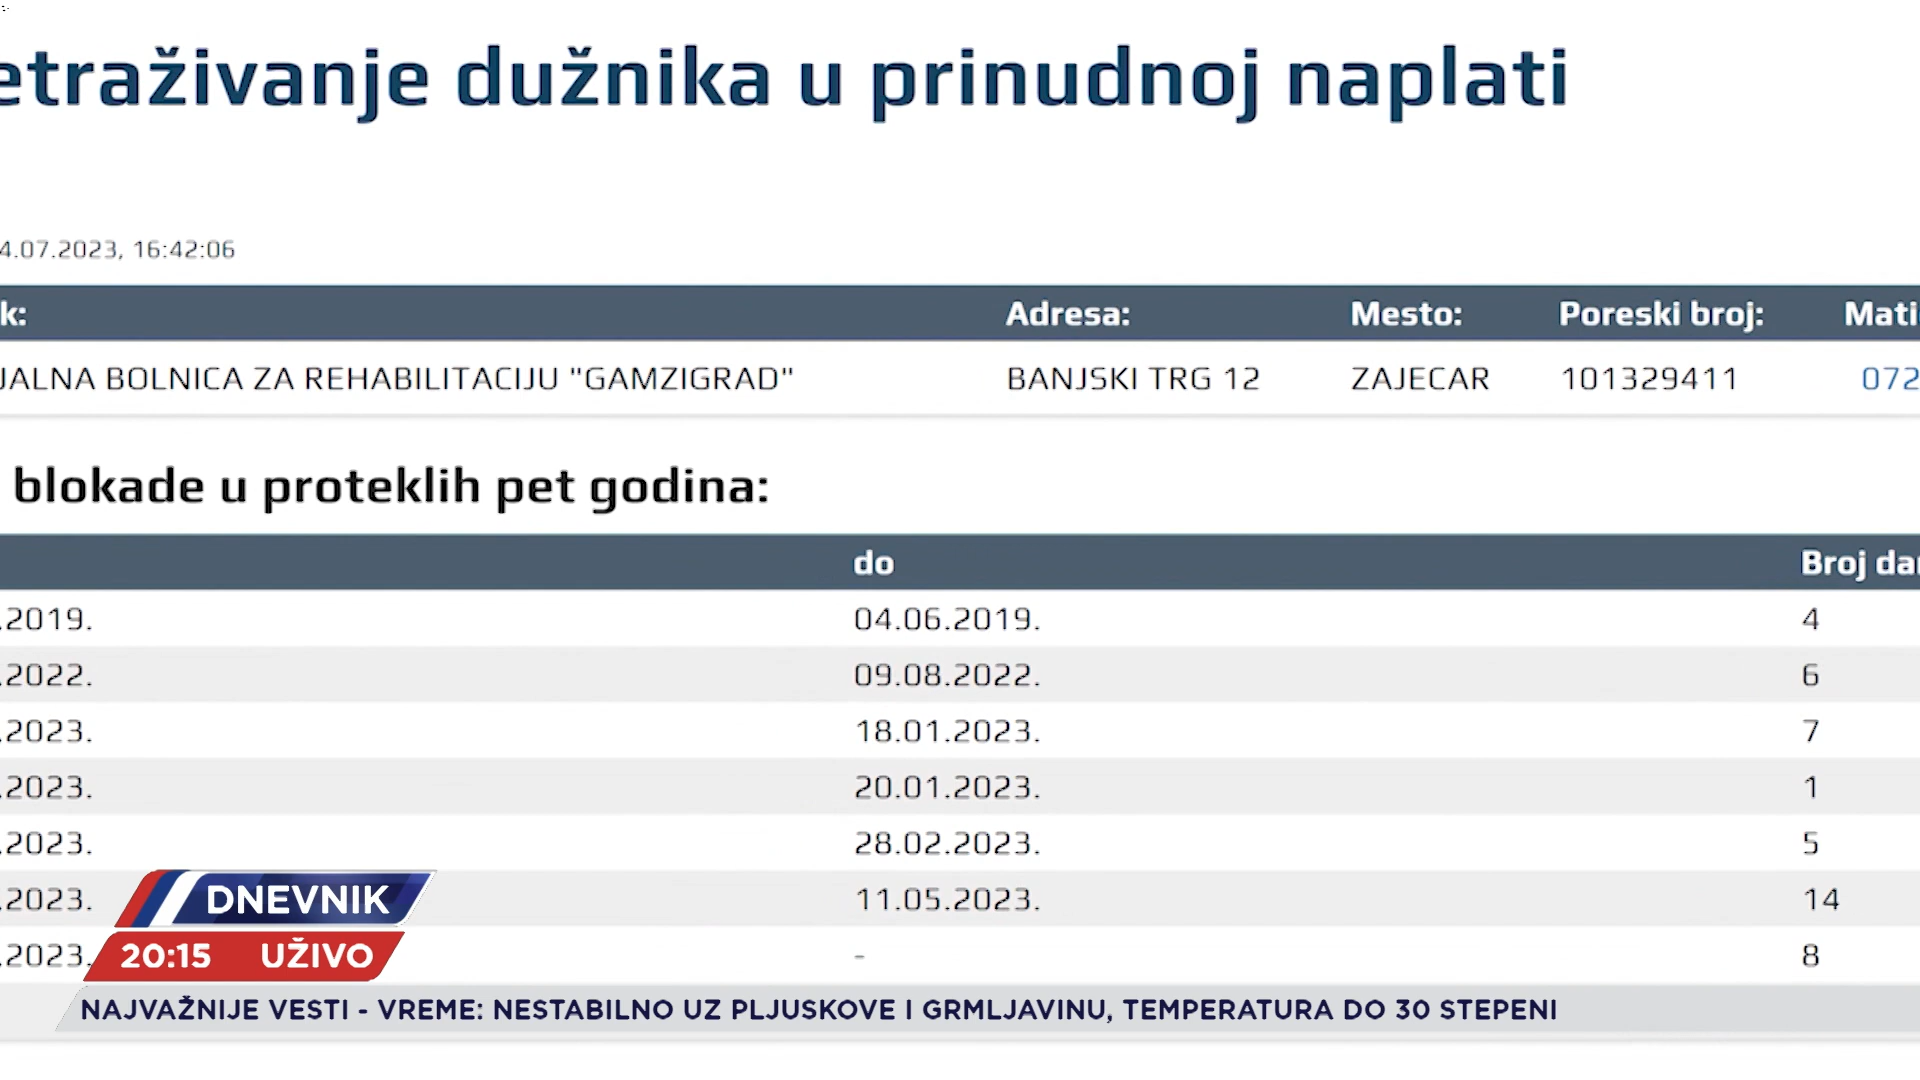 etraživanje dužnika u prinudnoj naplati
4.07.2023, 16:42:06
k: Adresa: Mesto: Poreski broj: Mati
JALNA BOLNICA ZA REHABILITACIJU "GAMZIGRAD" BANJSKI TRG 12 ZAJECAR 101329411 072
blokade u proteklih pet godina:
do Broj dan
.2019. 04.06.2019. 4
.2022. 09.08.2022. 6
.2023. 18.01.2023. 7
.2023. 20.01.2023. 1
.2023. 28.02.2023. 5
.2023. 11.05.2023. 14
.2023. - 8
DNEVNIK
20:15 UŽIVO
NAJVAŽNIJE VESTI - VREME: NESTABILNO UZ PLJUSKOVE I GRMLJAVINU, TEMPERATURA DO 30 STEPENI